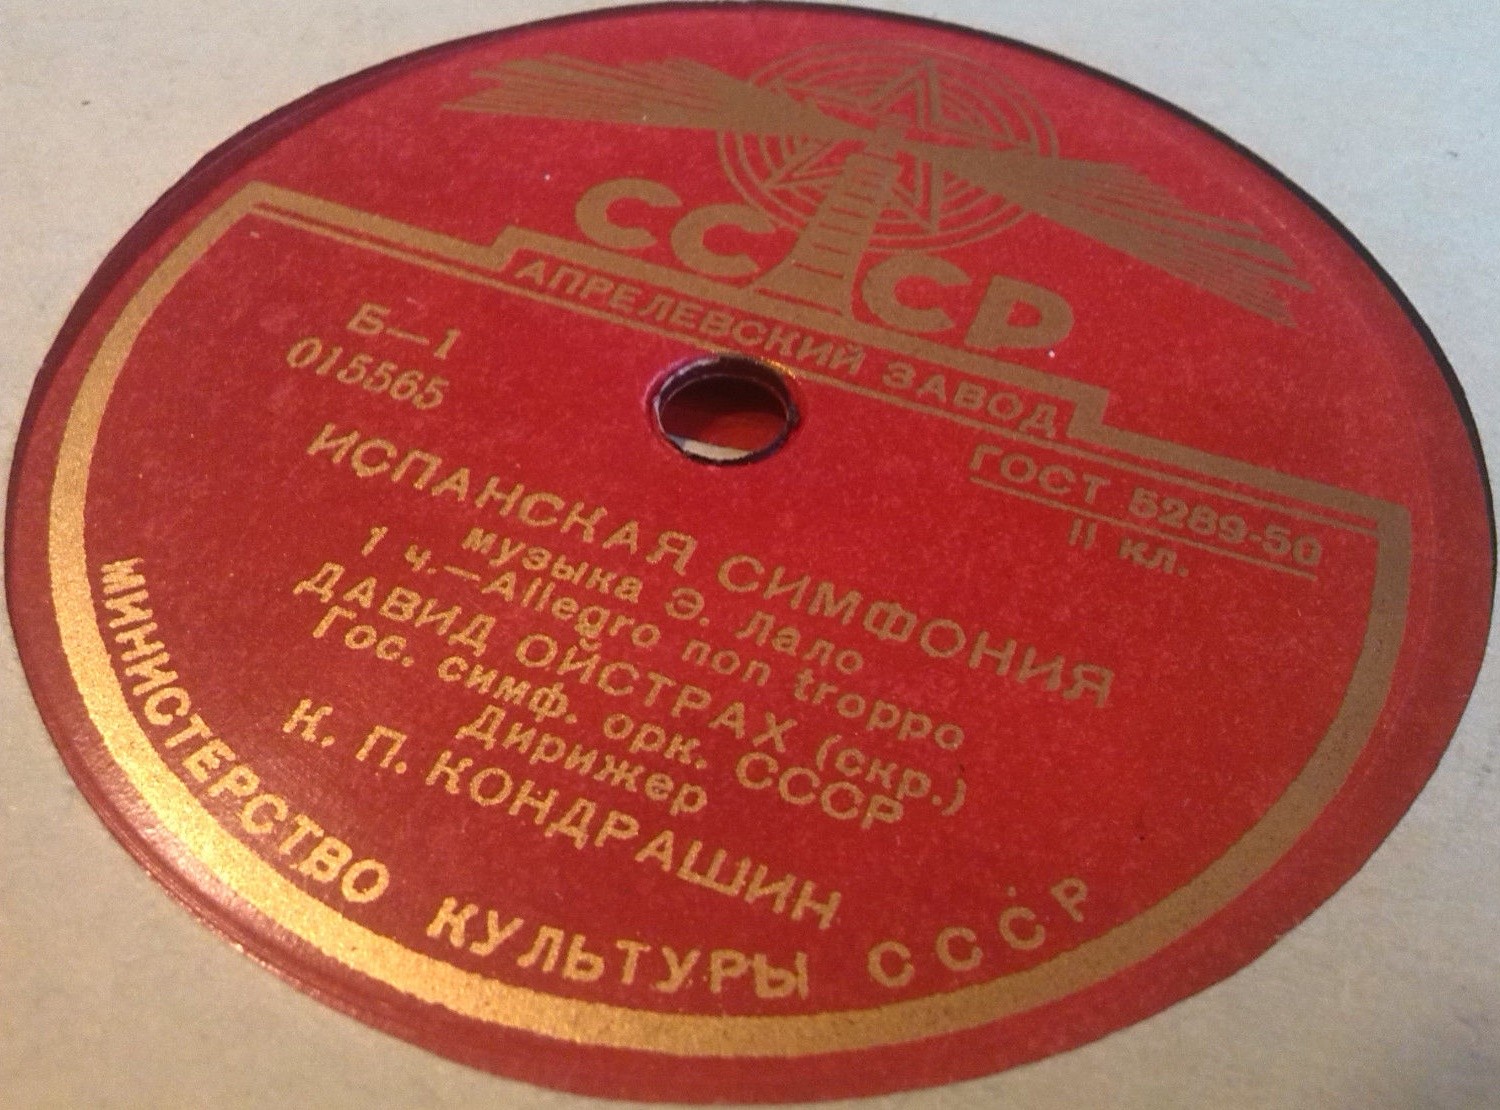 СССР
АПРЕЛЕВСКИЙ ЗАВОД
Б—1
015565
ГОСТ 5289-50
II кл.
ИСПАНСКАЯ СИМФОНИЯ
музыка Э. Лало
1 ч.—Allegro non troppo
ДАВИД ОЙСТРАХ (скр.)
Гос. симф. орк. СССР
Дирижер
К. П. КОНДРАШИН
МИНИСТЕРСТВО КУЛЬТУРЫ СССР